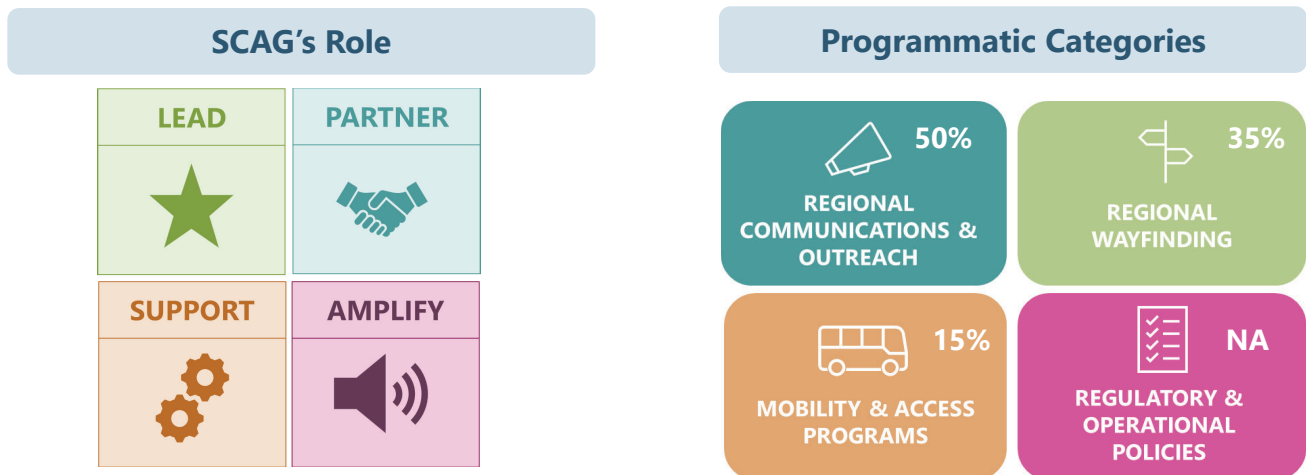 SCAG's Role
LEAD
PARTNER
SUPPORT
AMPLIFY
Programmatic Categories
50%
REGIONAL
COMMUNICATIONS &
OUTREACH
35%
REGIONAL
WAYFINDING
15%
MOBILITY & ACCESS
PROGRAMS
NA
REGULATORY &
OPERATIONAL
POLICIES